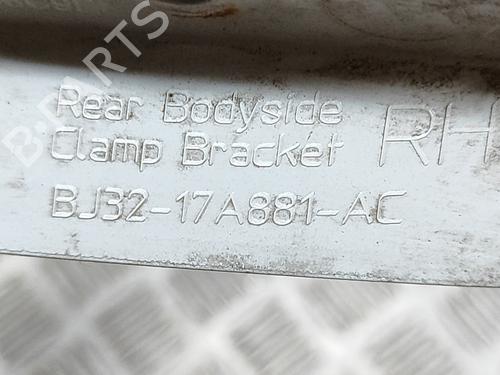 B-PARTS
Rear Bodyside
Clamp Bracket RH
BJ32-17A881-AC